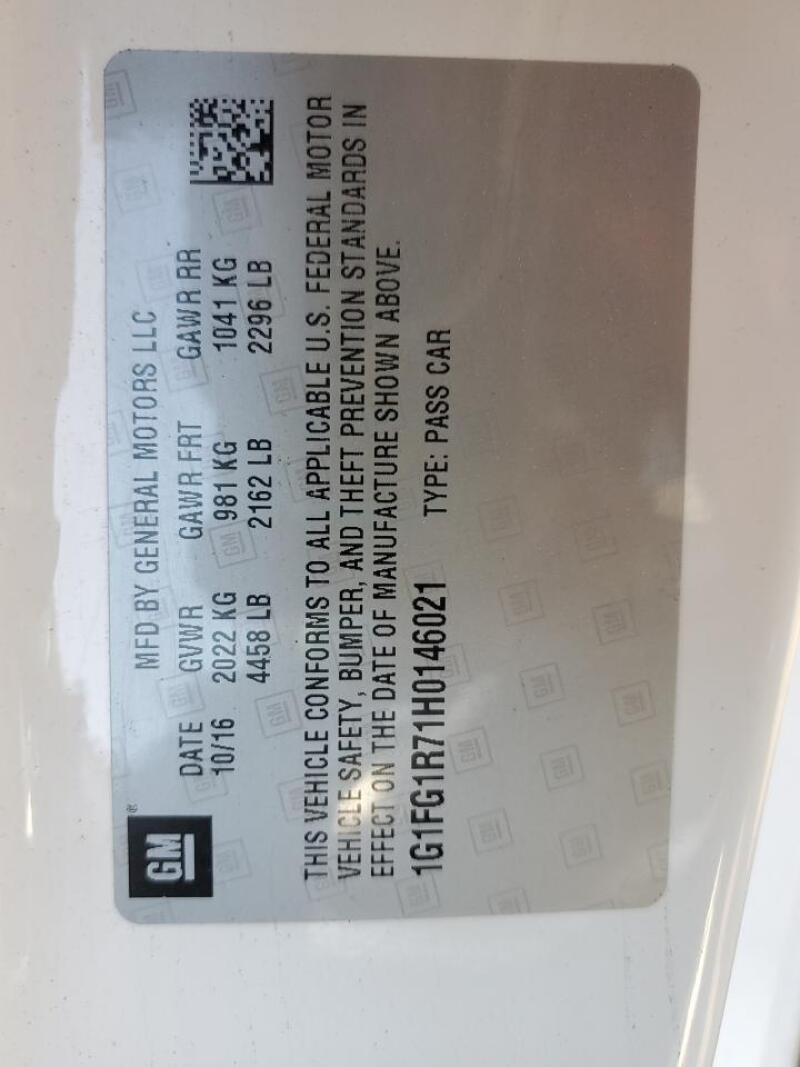 GM®
MFD BY GENERAL MOTORS LLC
DATE GVWR GAWR FRT GAWR RR
10/16 2022 KG 981 KG 1041 KG
4458 LB 2162 LB 2296 LB
THIS VEHICLE CONFORMS TO ALL APPLICABLE U.S. FEDERAL MOTOR
VEHICLE SAFETY, BUMPER, AND THEFT PREVENTION STANDARDS IN
EFFECT ON THE DATE OF MANUFACTURE SHOWN ABOVE.
1G1FG1R71H0146021 TYPE: PASS CAR